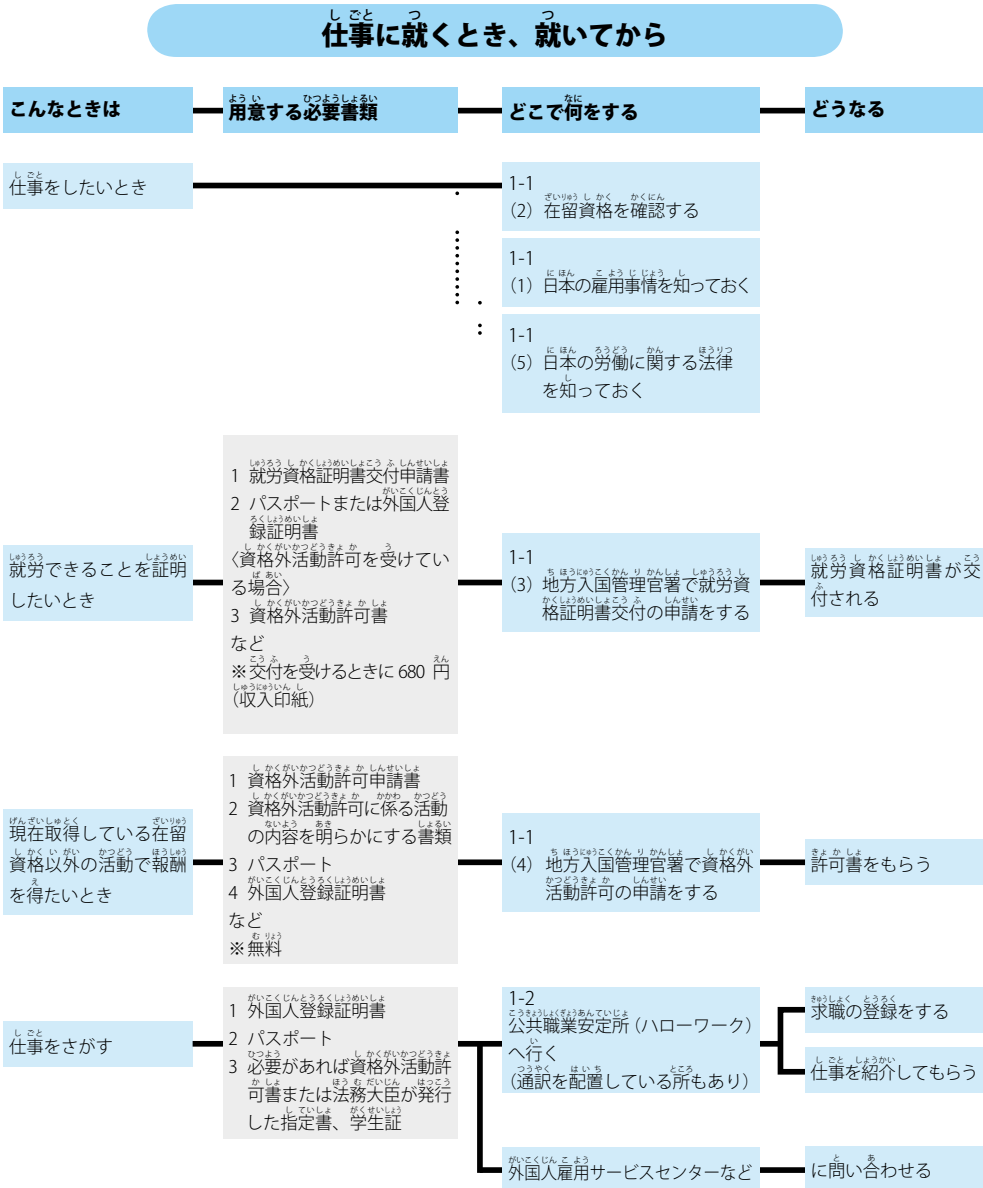 仕事に就くとき、就いてから
こんなときは
用意する必要書類
どこで何をする
どうなる
仕事をしたいとき
1-1
（2）在留資格を確認する
1-1
（1）日本の雇用事情を知っておく
1-1
（5）日本の労働に関する法律
を知っておく
就労できることを証明
したいとき
1 就労資格証明書交付申請書
2 パスポートまたは外国人登
録証明書
〈資格外活動許可を受けてい
る場合〉
3 資格外活動許可書
など
※交付を受けるときに 680 円
（収入印紙）
1-1
（3）地方入国管理官署で就労資
格証明書交付の申請をする
就労資格証明書が交
付される
現在取得している在留
資格以外の活動で報酬
を得たいとき
1 資格外活動許可申請書
2 資格外活動許可に係る活動
の内容を明らかにする書類
3 パスポート
4 外国人登録証明書
など
※無料
1-1
（4）地方入国管理官署で資格外
活動許可の申請をする
許可書をもらう
仕事をさがす
1 外国人登録証明書
2 パスポート
3 必要があれば資格外活動許
可書または法務大臣が発行
した指定書、学生証
1-2
公共職業安定所（ハローワーク）
へ行く
（通訳を配置している所もあり）
求職の登録をする
仕事を紹介してもらう
外国人雇用サービスセンターなど
に問い合わせる